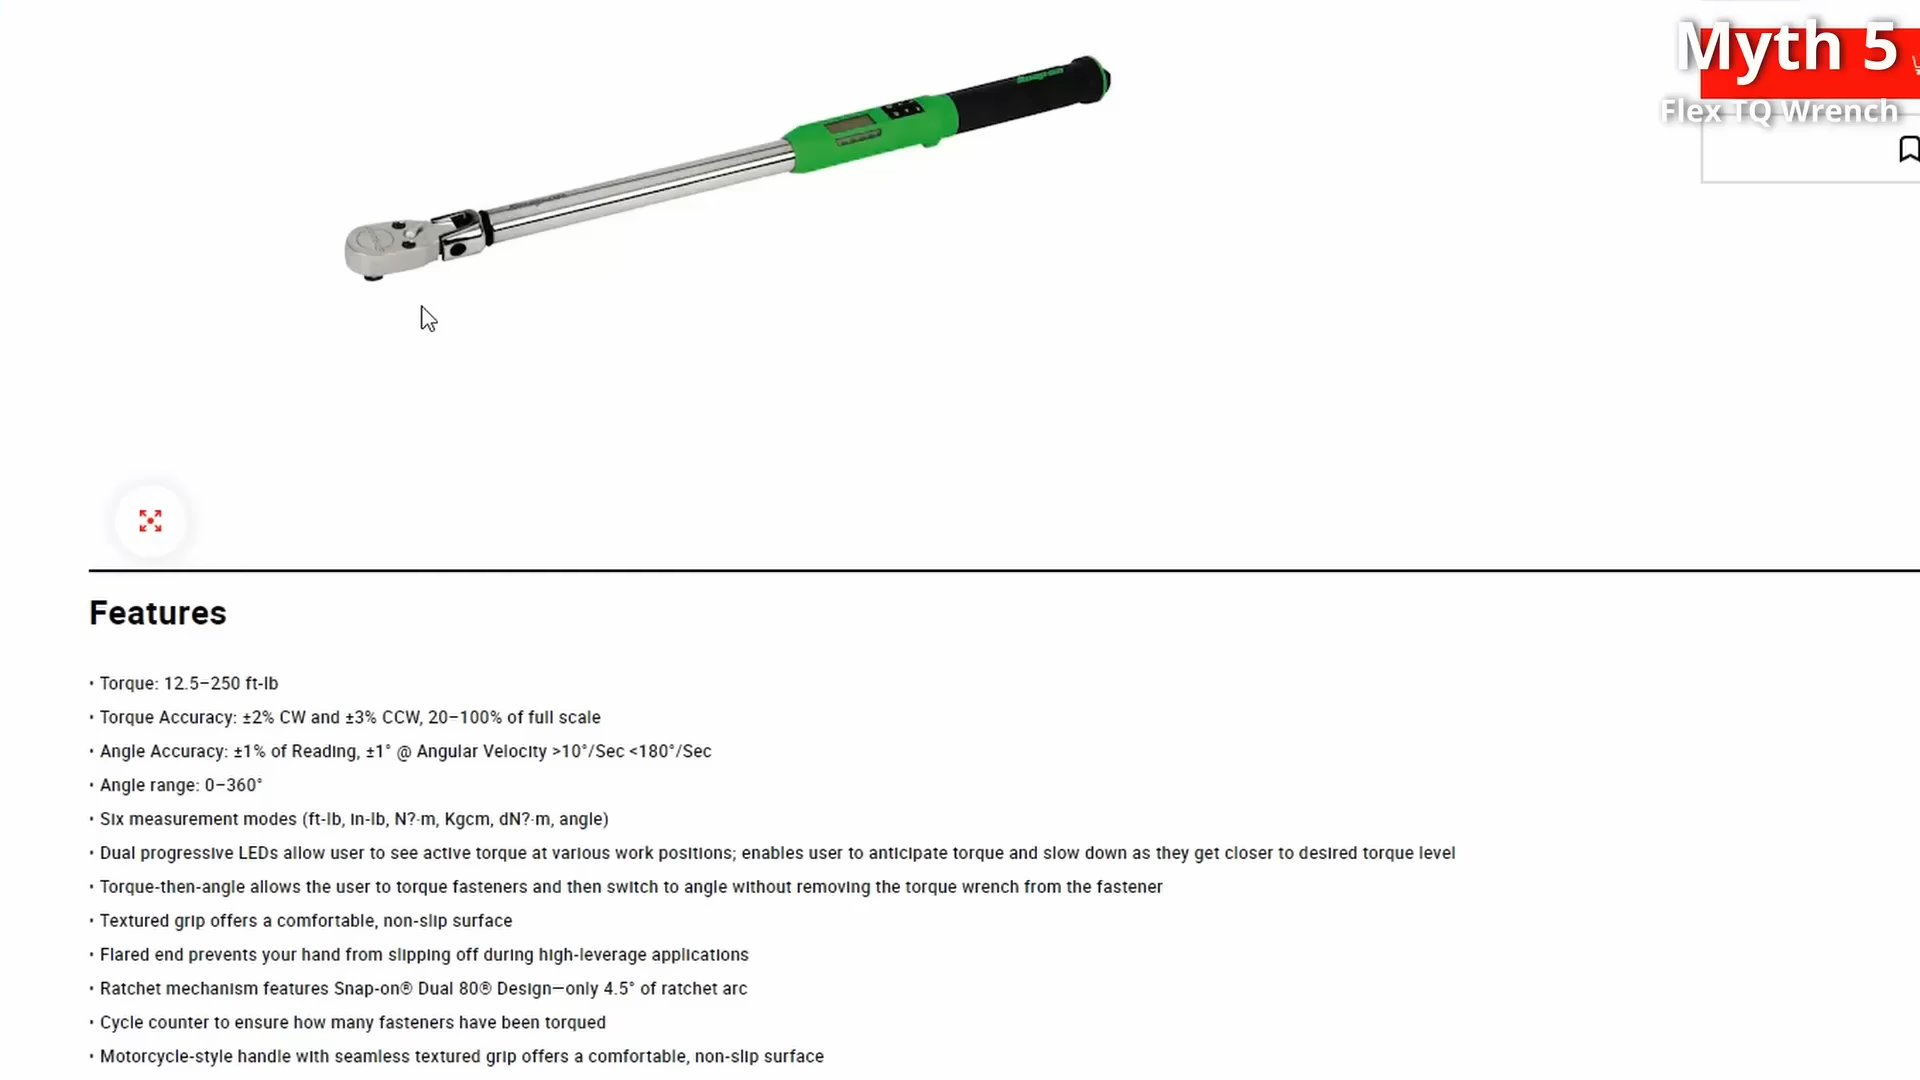 Myth 5
Flex TQ Wrench
Snap-on
Features
• Torque: 12.5–250 ft-lb
• Torque Accuracy: ±2% CW and ±3% CCW, 20–100% of full scale
• Angle Accuracy: ±1% of Reading, ±1° @ Angular Velocity >10°/Sec <180°/Sec
• Angle range: 0–360°
• Six measurement modes (ft-lb, in-lb, N?·m, Kgcm, dN?·m, angle)
• Dual progressive LEDs allow user to see active torque at various work positions; enables user to anticipate torque and slow down as they get closer to desired torque level
• Torque-then-angle allows the user to torque fasteners and then switch to angle without removing the torque wrench from the fastener
• Textured grip offers a comfortable, non-slip surface
• Flared end prevents your hand from slipping off during high-leverage applications
• Ratchet mechanism features Snap-on® Dual 80® Design—only 4.5° of ratchet arc
• Cycle counter to ensure how many fasteners have been torqued
• Motorcycle-style handle with seamless textured grip offers a comfortable, non-slip surface